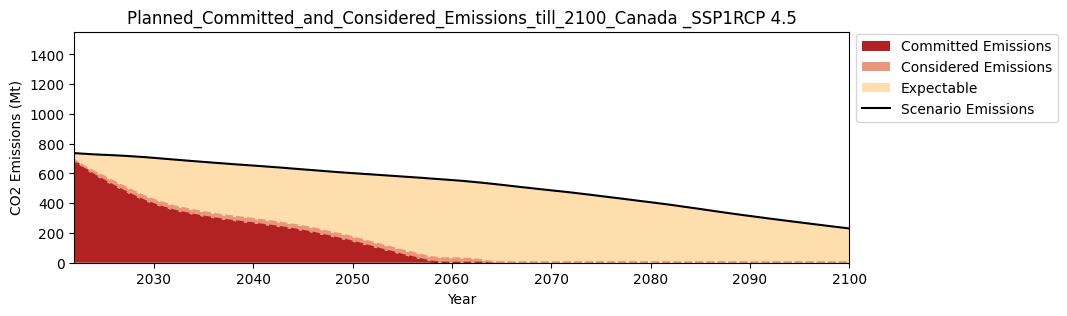 Planned_Committed_and_Considered_Emissions_till_2100_Canada _SSP1RCP 4.5
CO2 Emissions (Mt)
1400
1200
1000
800
600
400
200
0
2030
2040
2050
2060
2070
2080
2090
2100
Year
Committed Emissions
Considered Emissions
Expectable
Scenario Emissions